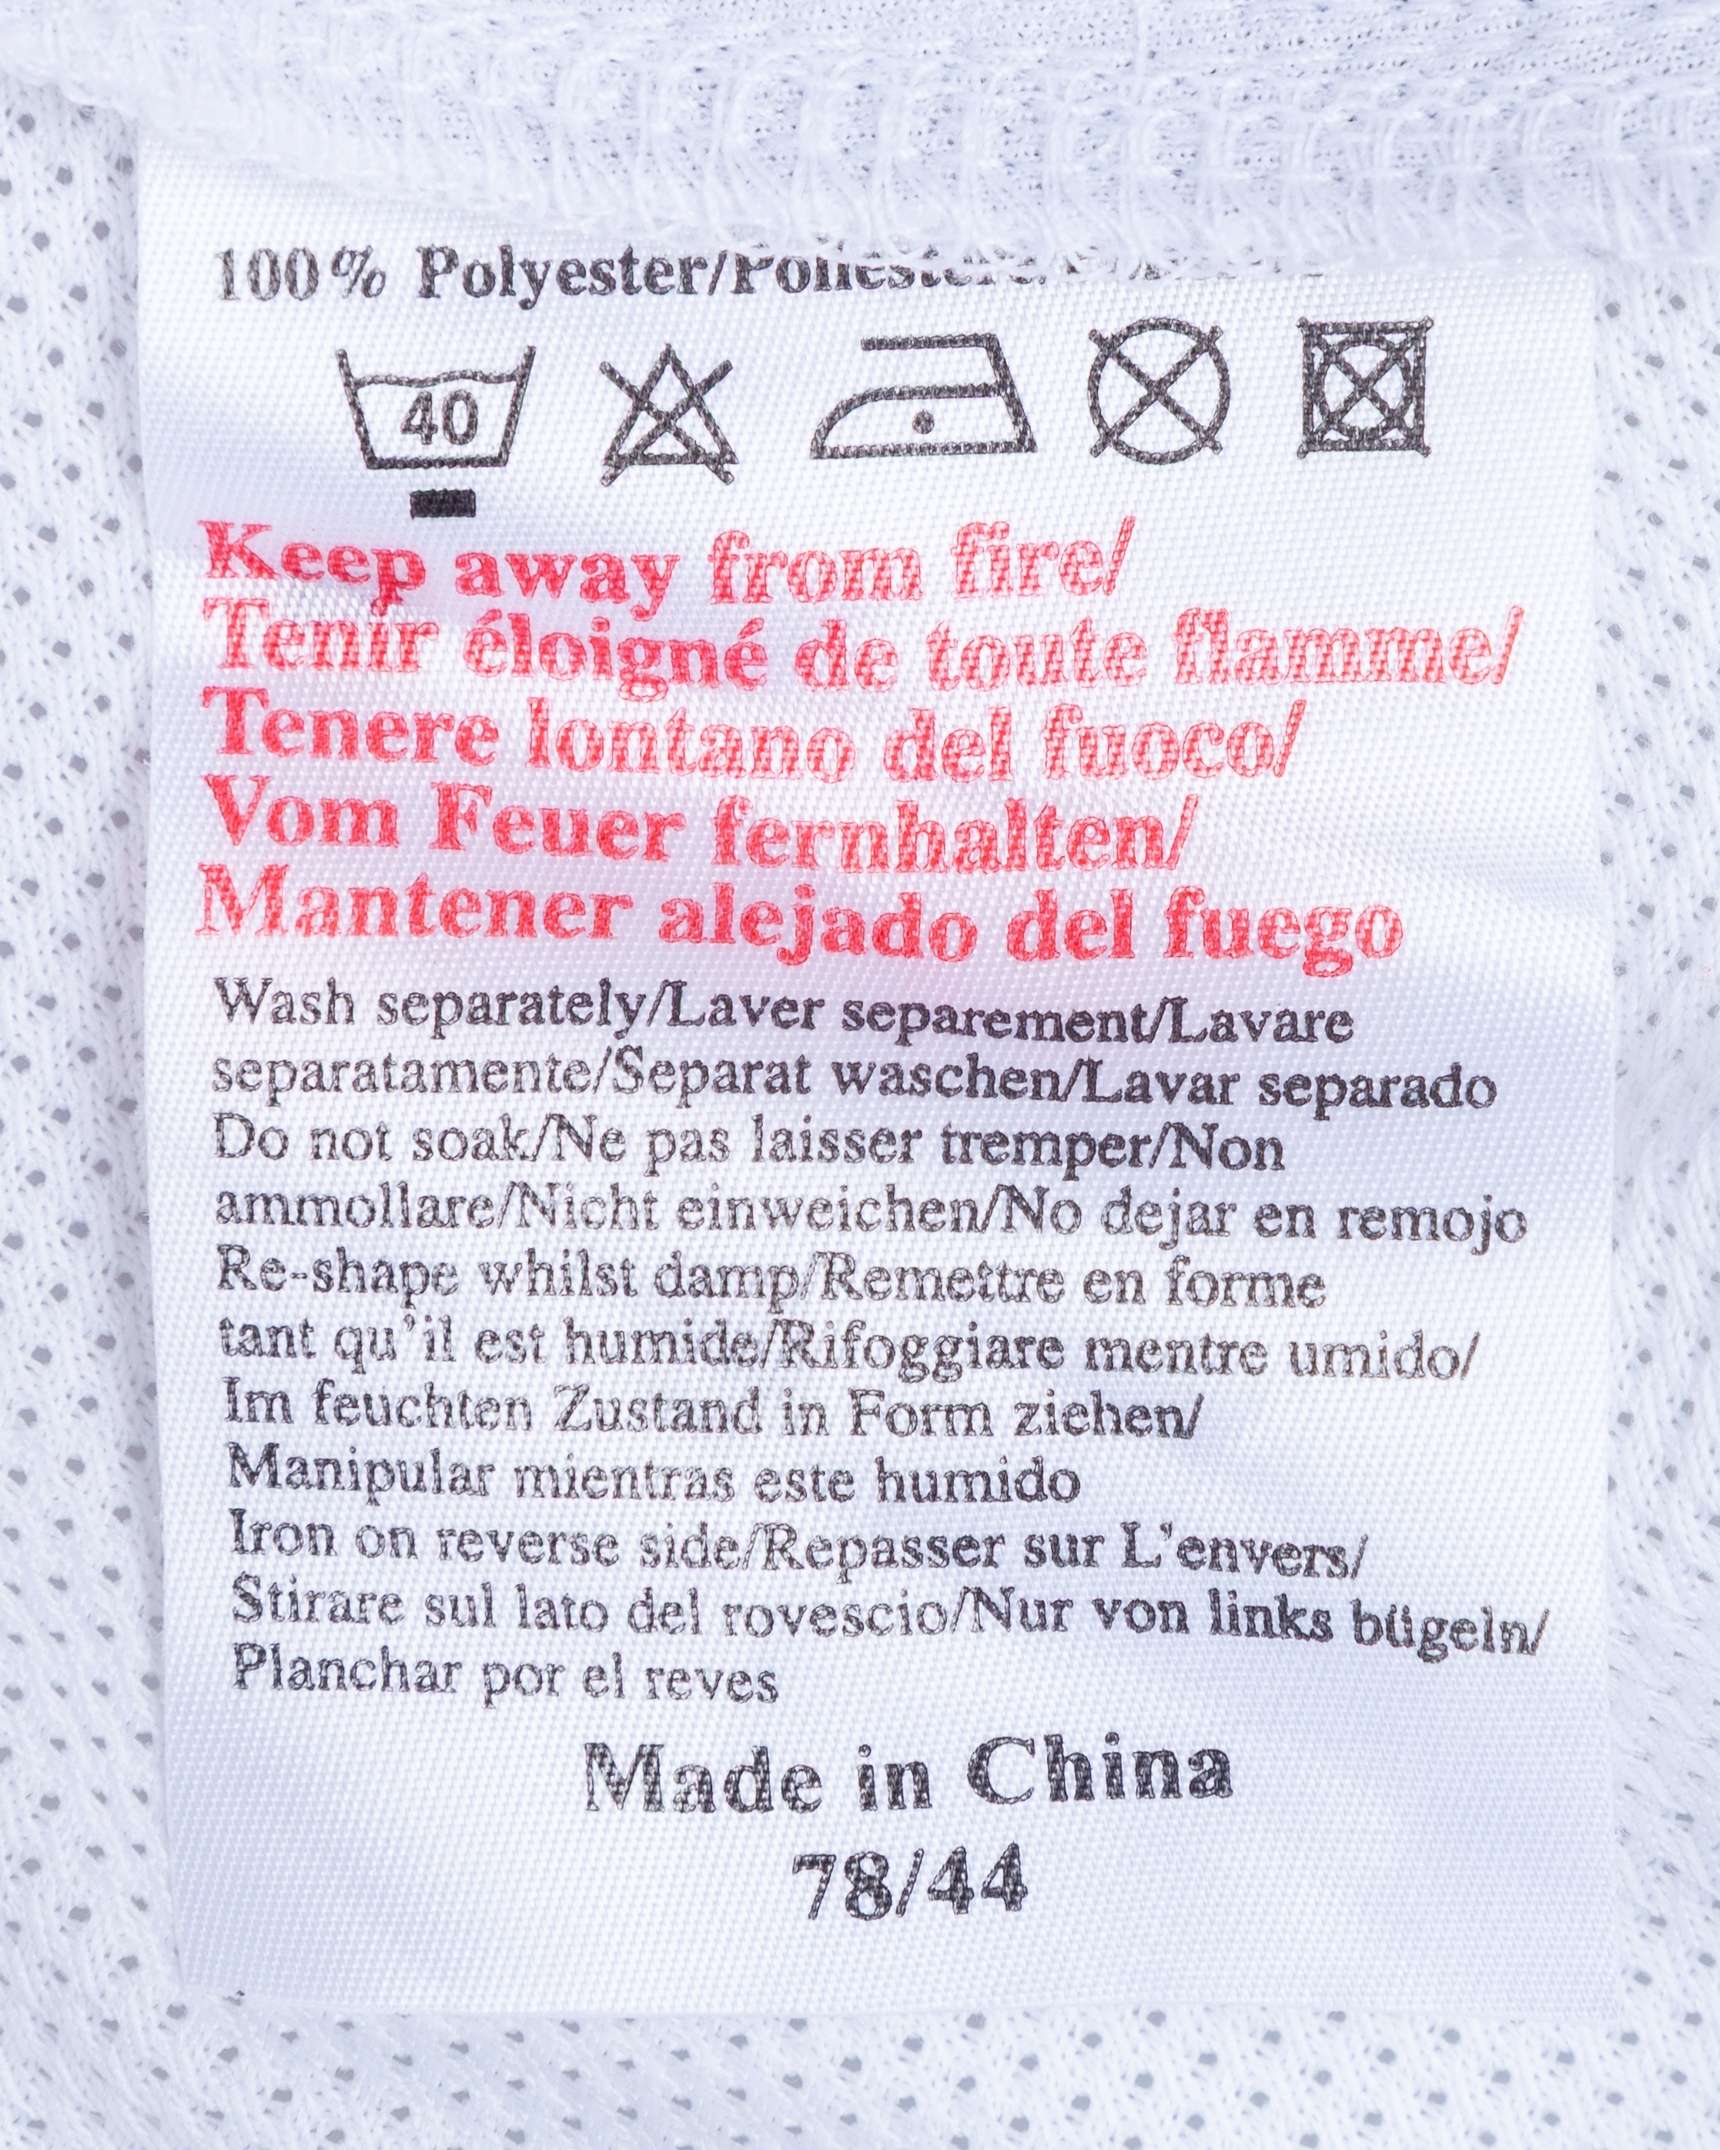 100% Polyester/
40
Keep away from fire/
Tenir éloigné de toute flamme/
Tenere lontano del fuoco/
Vom Feuer fernhalten/
Mantener alejado del fuego
Wash separately/Laver separement/Lavare
separatamente/Separat waschen/Lavar separado
Do not soak/Ne pas laisser tremper/Non
ammollare/Nicht einweichen/No dejar en remojo
Re-shape whilst damp/Remettre en forme
tant qu'il est humide/Rifoggiare mentre umido/
Im feuchten Zustand in Form ziehen/
Manipular mientras este humido
Iron on reverse side/Repasser sur L'envers/
Stirare sul lato del rovescio/Nur von links bügeln/
Planchar por el reves
Made in China
78/44